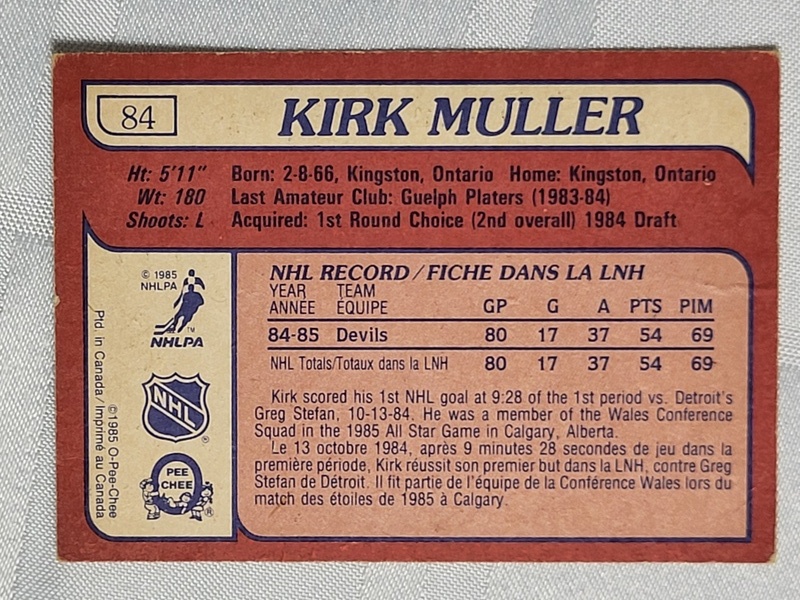 84
KIRK MULLER
Ht: 5'11" Born: 2-8-66, Kingston, Ontario Home: Kingston, Ontario
Wt: 180 Last Amateur Club: Guelph Platers (1983-84)
Shoots: L Acquired: 1st Round Choice (2nd overall) 1984 Draft
© 1985
NHLPA
TM
NHLPA
NHL
®
PEE
CHEE
®
©1985 O-Pee-Chee
Ptd. in Canada/Imprimé au Canada
NHL RECORD/FICHE DANS LA LNH
YEAR TEAM
ANNÉE ÉQUIPE GP G A PTS PIM
84-85 Devils 80 17 37 54 69
NHL Totals/Totaux dans la LNH 80 17 37 54 69
Kirk scored his 1st NHL goal at 9:28 of the 1st period vs. Detroit's
Greg Stefan, 10-13-84. He was a member of the Wales Conference
Squad in the 1985 All Star Game in Calgary, Alberta.
Le 13 octobre 1984, après 9 minutes 28 secondes de jeu dans la
première période, Kirk réussit son premier but dans la LNH, contre Greg
Stefan de Détroit. Il fit partie de l'équipe de la Conférence Wales lors du
match des étoiles de 1985 à Calgary.